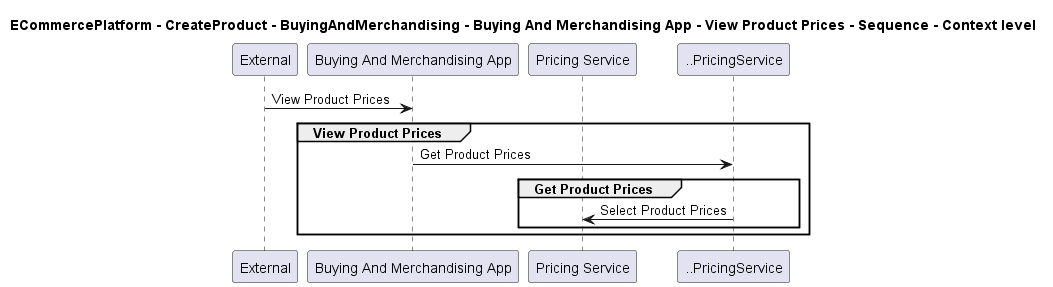 ECommercePlatform - CreateProduct - BuyingAndMerchandising - Buying And Merchandising App - View Product Prices - Sequence - Context level
External
Buying And Merchandising App
Pricing Service
..PricingService
View Product Prices
View Product Prices
Get Product Prices
Get Product Prices
Select Product Prices
External
Buying And Merchandising App
Pricing Service
..PricingService